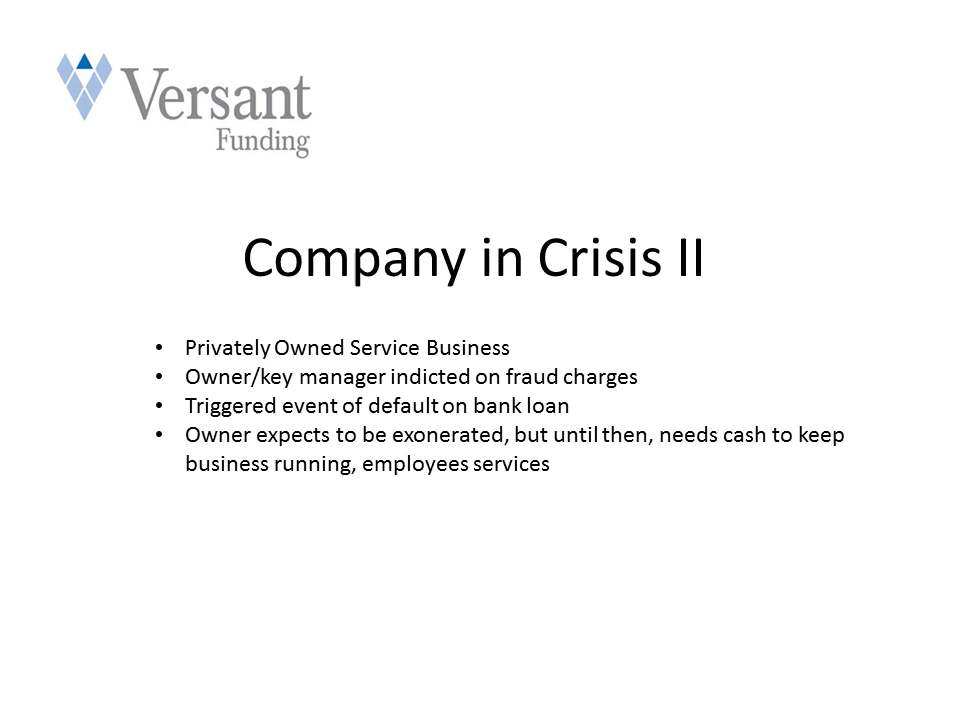 Versant
Funding
Company in Crisis II
• Privately Owned Service Business
• Owner/key manager indicted on fraud charges
• Triggered event of default on bank loan
• Owner expects to be exonerated, but until then, needs cash to keep
business running, employees services